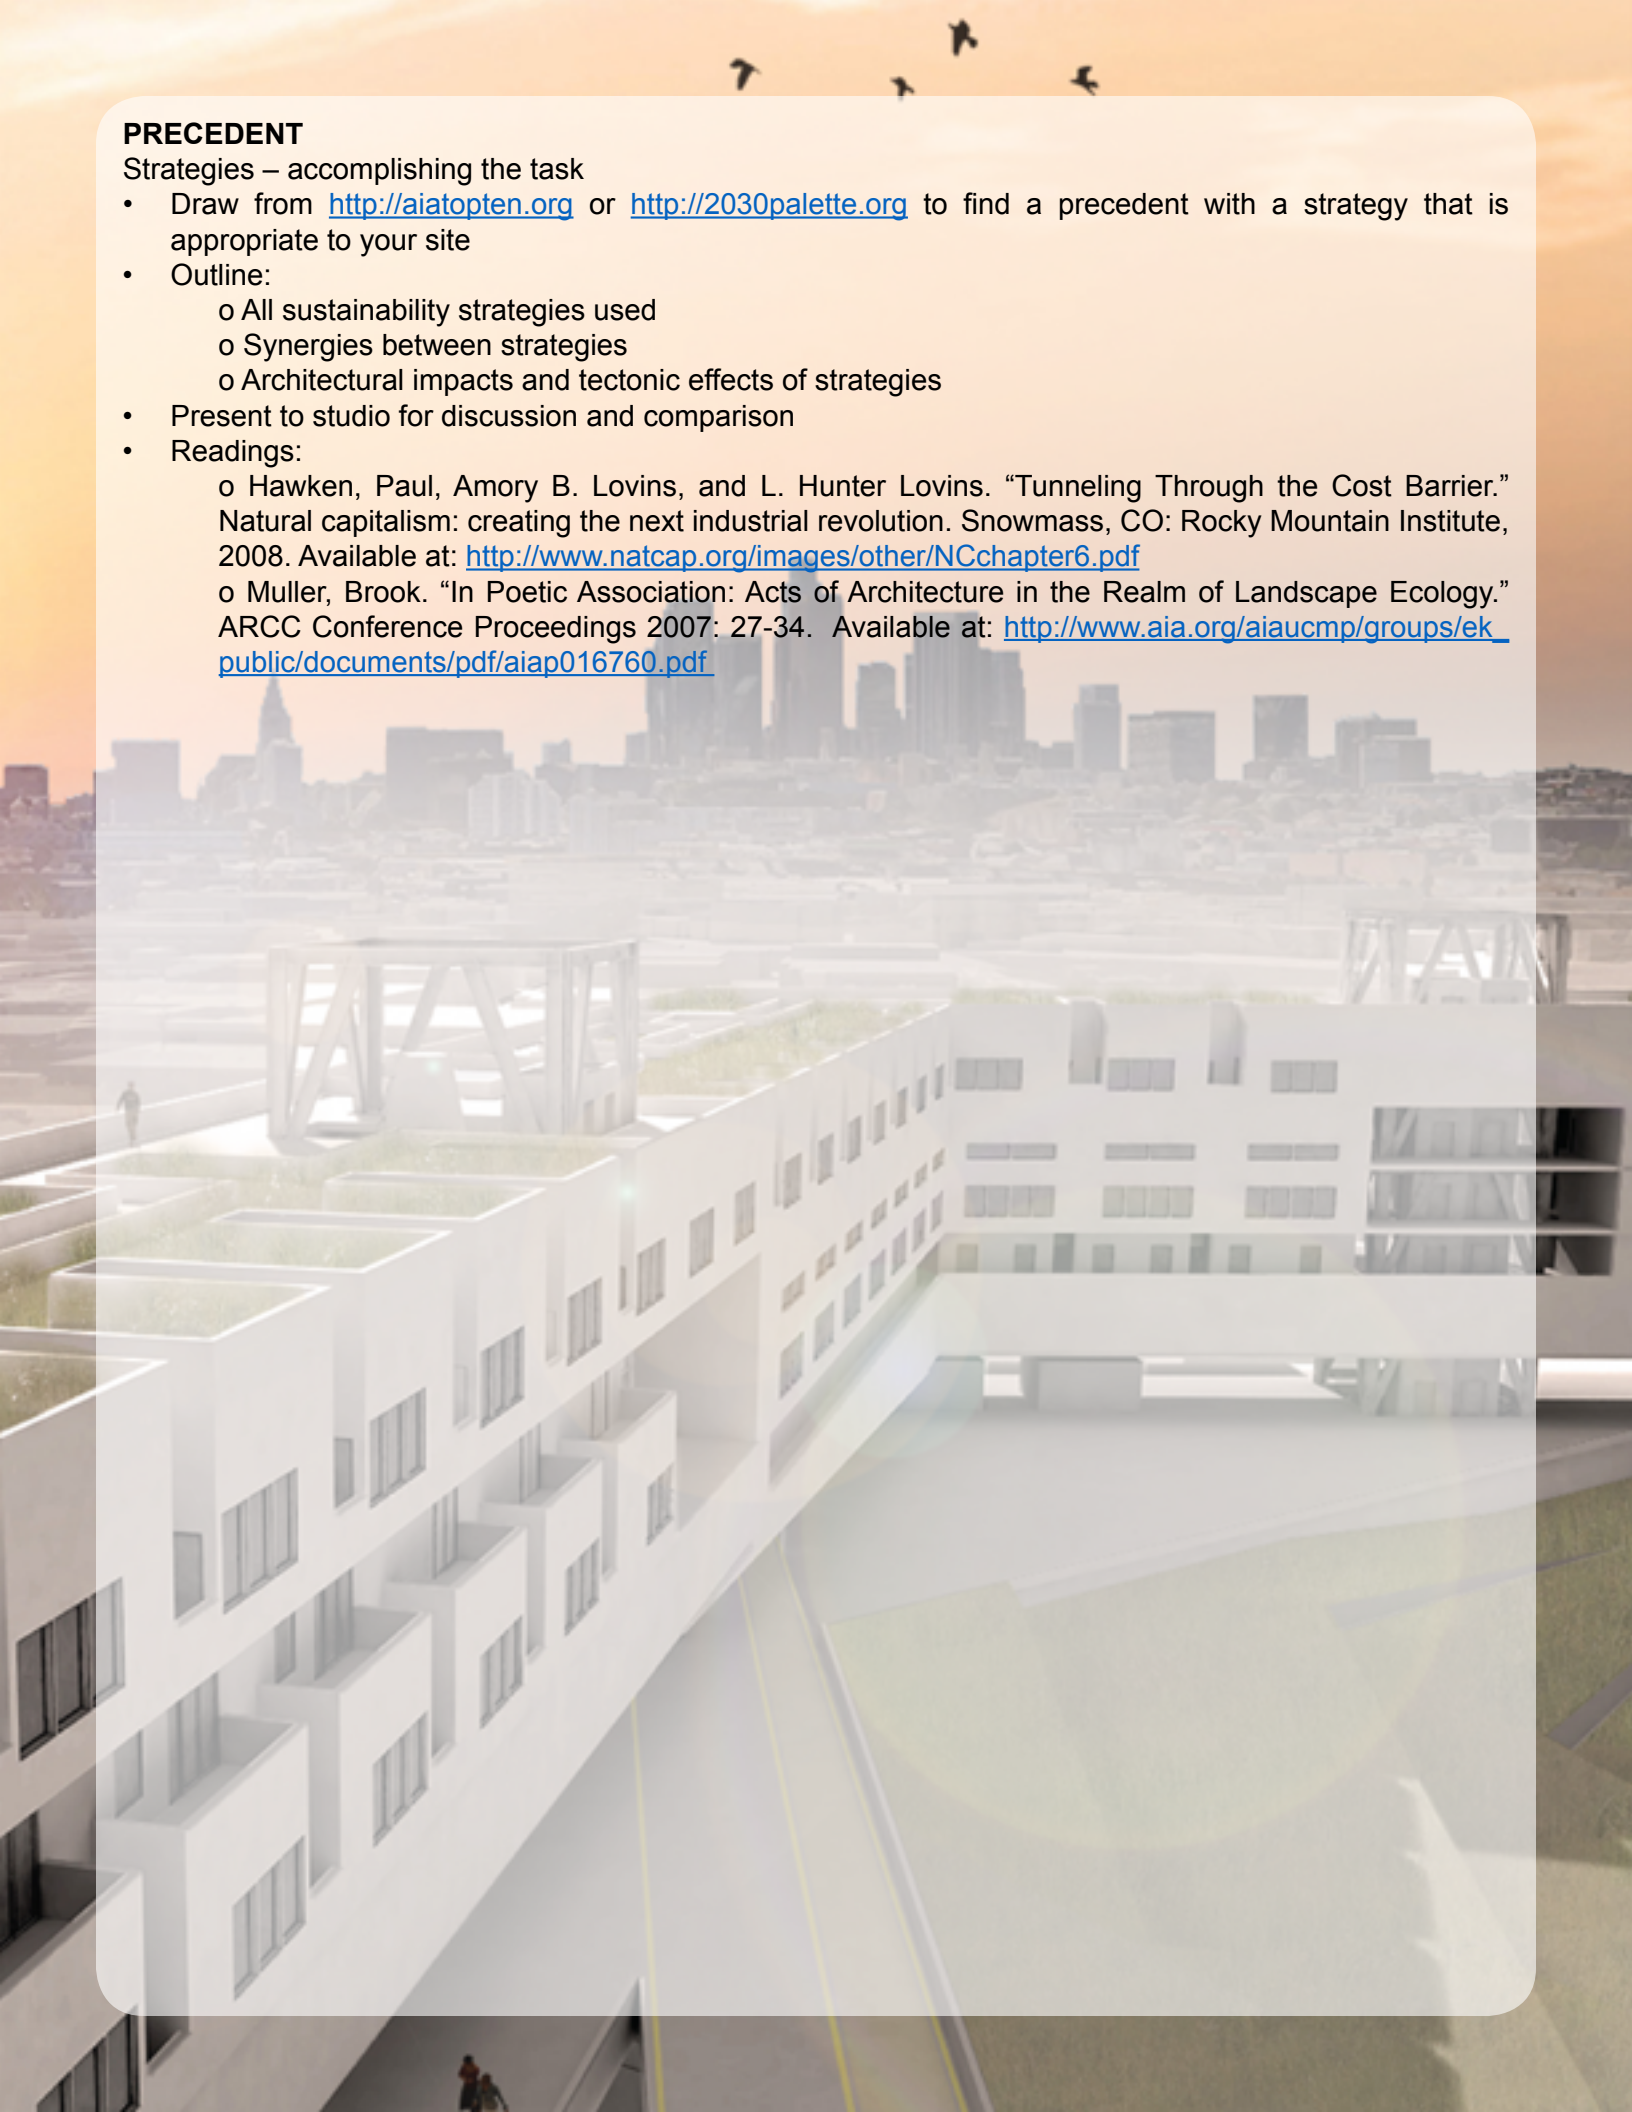 PRECEDENT
Strategies – accomplishing the task
• Draw from http://aiatopten.org or http://2030palette.org to find a precedent with a strategy that is
appropriate to your site
• Outline:
o All sustainability strategies used
o Synergies between strategies
o Architectural impacts and tectonic effects of strategies
• Present to studio for discussion and comparison
• Readings:
o Hawken, Paul, Amory B. Lovins, and L. Hunter Lovins. “Tunneling Through the Cost Barrier.”
Natural capitalism: creating the next industrial revolution. Snowmass, CO: Rocky Mountain Institute,
2008. Available at: http://www.natcap.org/images/other/NCchapter6.pdf
o Muller, Brook. “In Poetic Association: Acts of Architecture in the Realm of Landscape Ecology.”
ARCC Conference Proceedings 2007: 27-34. Available at: http://www.aia.org/aiaucmp/groups/ek_
public/documents/pdf/aiap016760.pdf